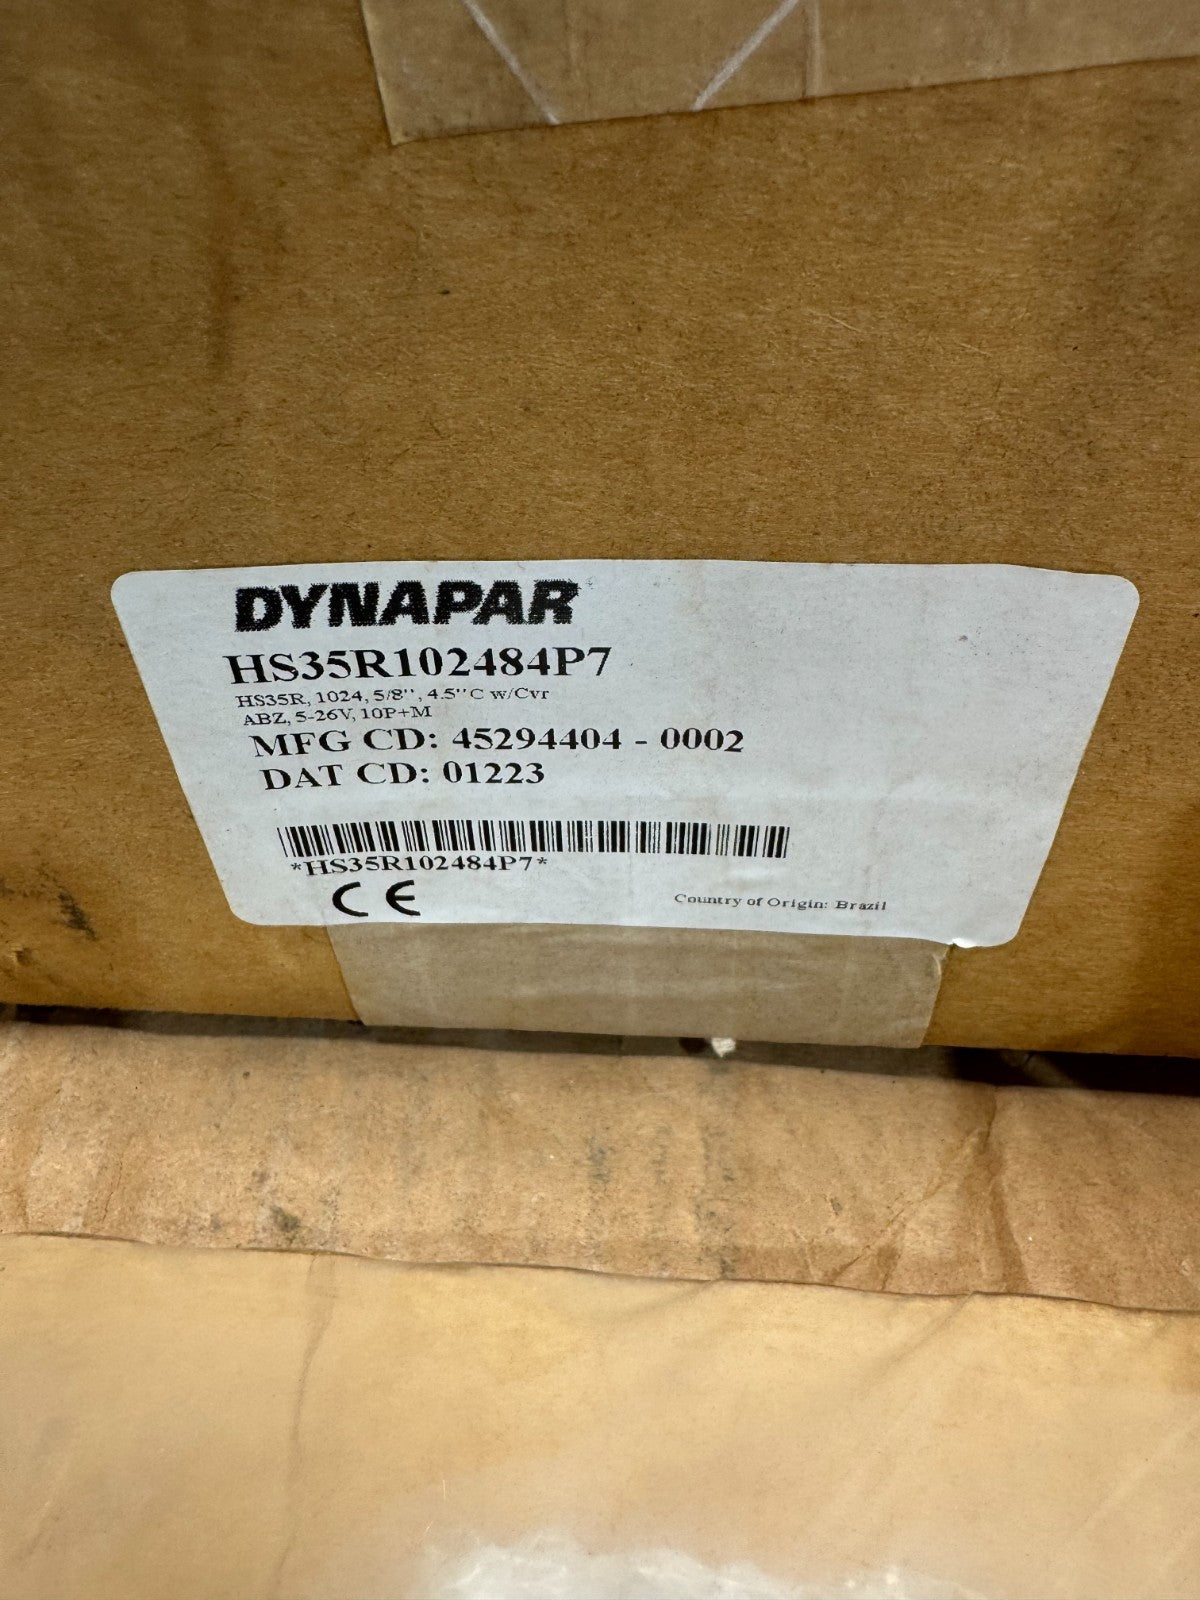 DYNAPAR
HS35R102484P7
HS35R, 1024, 5/8'', 4.5''C w/Cvr
ABZ, 5-26V, 10P+M
MFG CD: 45294404 - 0002
DAT CD: 01223
*HS35R102484P7*
CE
Country of Origin: Brazil